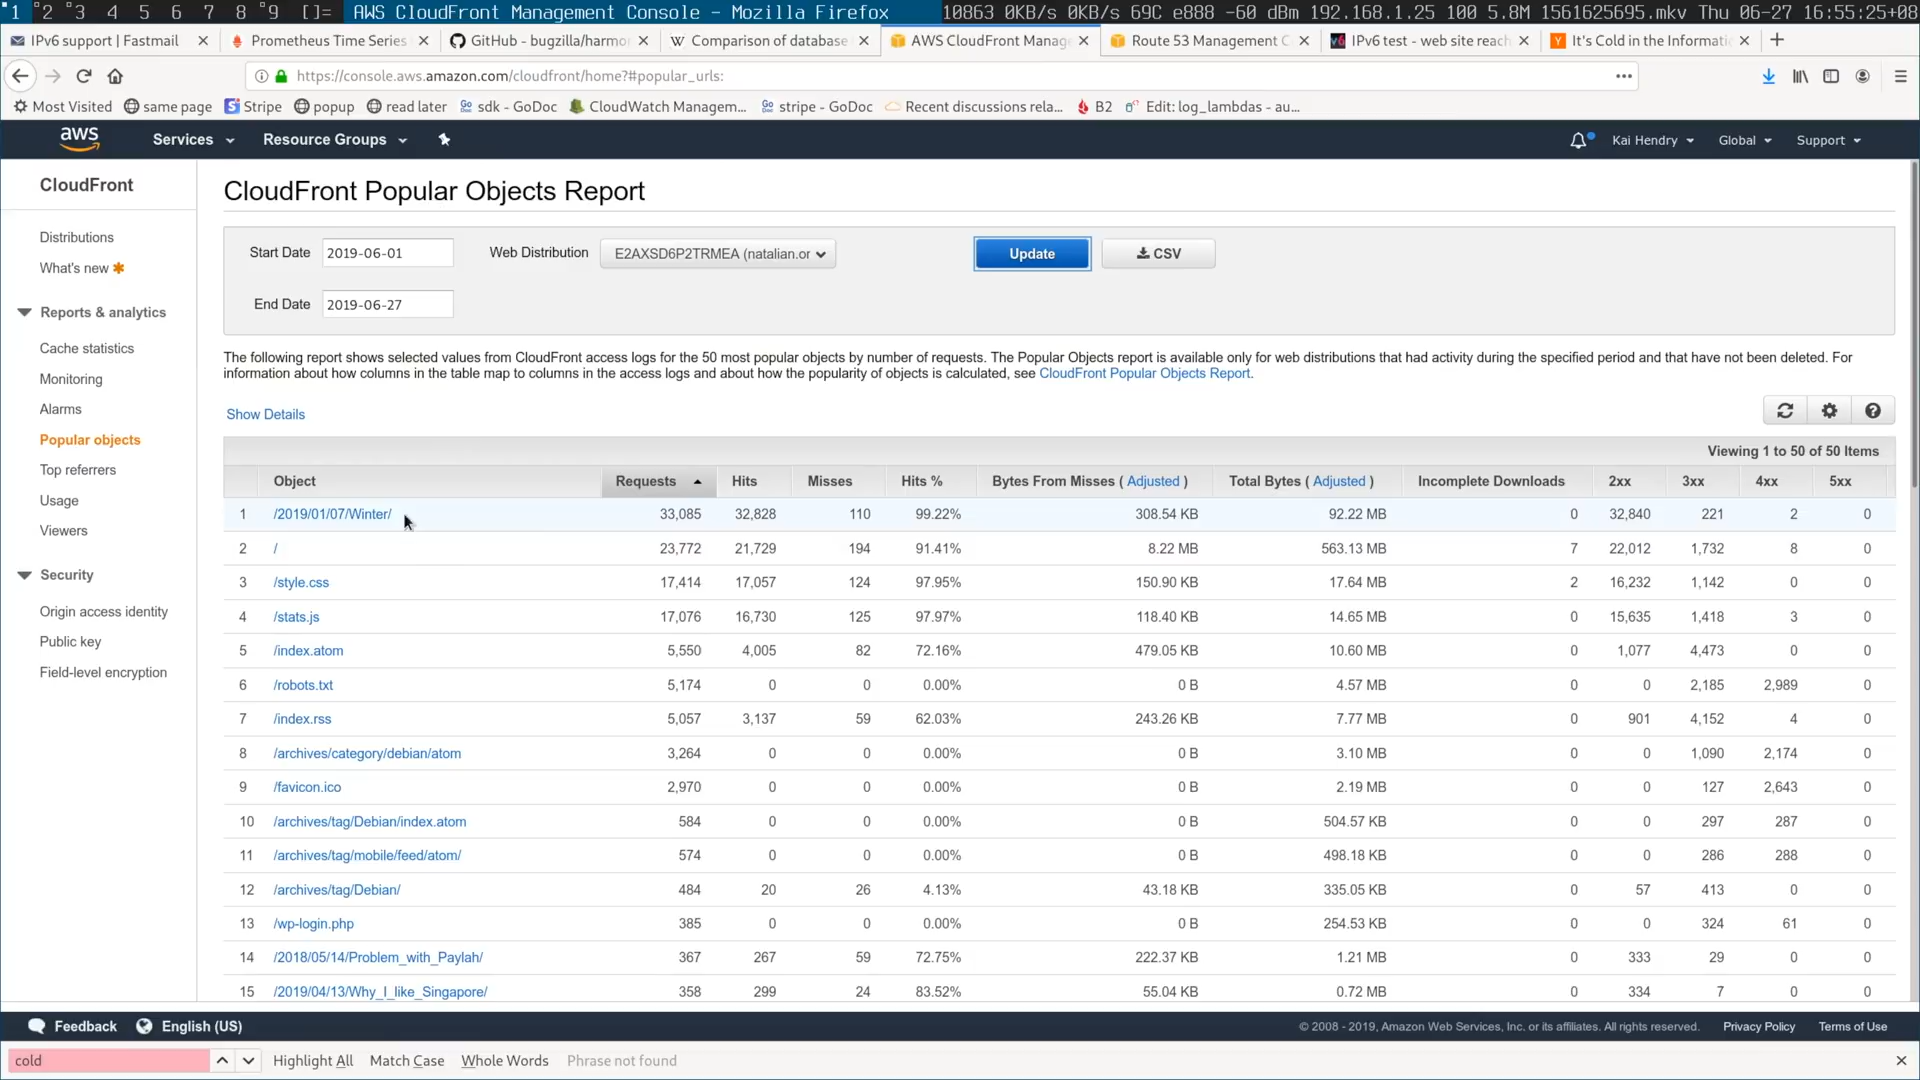 1 2 3 4 5 6 7 8 9 []= AWS CloudFront Management Console - Mozilla Firefox 10863 0KB/s 0KB/s 69C e888 -60 dBm 192.168.1.25 100 5.8M 1561625695.mkv Thu 06-27 16:55:25+08
IPv6 support | Fastmail Prometheus Time Series GitHub - bugzilla/harmo Comparison of database AWS CloudFront Manag Route 53 Management C IPv6 test - web site reach It's Cold in the Informati
https://console.aws.amazon.com/cloudfront/home?#popular_urls:
Most Visited same page Stripe popup read later sdk - GoDoc CloudWatch Managem... stripe - GoDoc Recent discussions rela... B2 Edit: log_lambdas - au...
aws Services Resource Groups Kai Hendry Global Support
CloudFront
Distributions
What's new
Reports & analytics
Cache statistics
Monitoring
Alarms
Popular objects
Top referrers
Usage
Viewers
Security
Origin access identity
Public key
Field-level encryption
CloudFront Popular Objects Report
Start Date 2019-06-01 Web Distribution E2AXSD6P2TRMEA (natalian.or Update CSV
End Date 2019-06-27
The following report shows selected values from CloudFront access logs for the 50 most popular objects by number of requests. The Popular Objects report is available only for web distributions that had activity during the specified period and that have not been deleted. For
information about how columns in the table map to columns in the access logs and about how the popularity of objects is calculated, see CloudFront Popular Objects Report.
Show Details
Viewing 1 to 50 of 50 Items
Object Requests Hits Misses Hits % Bytes From Misses ( Adjusted ) Total Bytes ( Adjusted ) Incomplete Downloads 2xx 3xx 4xx 5xx
1 /2019/01/07/Winter/ 33,085 32,828 110 99.22% 308.54 KB 92.22 MB 0 32,840 221 2 0
2 / 23,772 21,729 194 91.41% 8.22 MB 563.13 MB 7 22,012 1,732 8 0
3 /style.css 17,414 17,057 124 97.95% 150.90 KB 17.64 MB 2 16,232 1,142 0 0
4 /stats.js 17,076 16,730 125 97.97% 118.40 KB 14.65 MB 0 15,635 1,418 3 0
5 /index.atom 5,550 4,005 82 72.16% 479.05 KB 10.60 MB 0 1,077 4,473 0 0
6 /robots.txt 5,174 0 0 0.00% 0 B 4.57 MB 0 0 2,185 2,989 0
7 /index.rss 5,057 3,137 59 62.03% 243.26 KB 7.77 MB 0 901 4,152 4 0
8 /archives/category/debian/atom 3,264 0 0 0.00% 0 B 3.10 MB 0 0 1,090 2,174 0
9 /favicon.ico 2,970 0 0 0.00% 0 B 2.19 MB 0 0 127 2,643 0
10 /archives/tag/Debian/index.atom 584 0 0 0.00% 0 B 504.57 KB 0 0 297 287 0
11 /archives/tag/mobile/feed/atom/ 574 0 0 0.00% 0 B 498.18 KB 0 0 286 288 0
12 /archives/tag/Debian/ 484 20 26 4.13% 43.18 KB 335.05 KB 0 57 413 0 0
13 /wp-login.php 385 0 0 0.00% 0 B 254.53 KB 0 0 324 61 0
14 /2018/05/14/Problem_with_Paylah/ 367 267 59 72.75% 222.37 KB 1.21 MB 0 333 29 0 0
15 /2019/04/13/Why_I_like_Singapore/ 358 299 24 83.52% 55.04 KB 0.72 MB 0 334 7 0 0
Feedback English (US) © 2008 - 2019, Amazon Web Services, Inc. or its affiliates. All rights reserved. Privacy Policy Terms of Use
cold Highlight All Match Case Whole Words Phrase not found